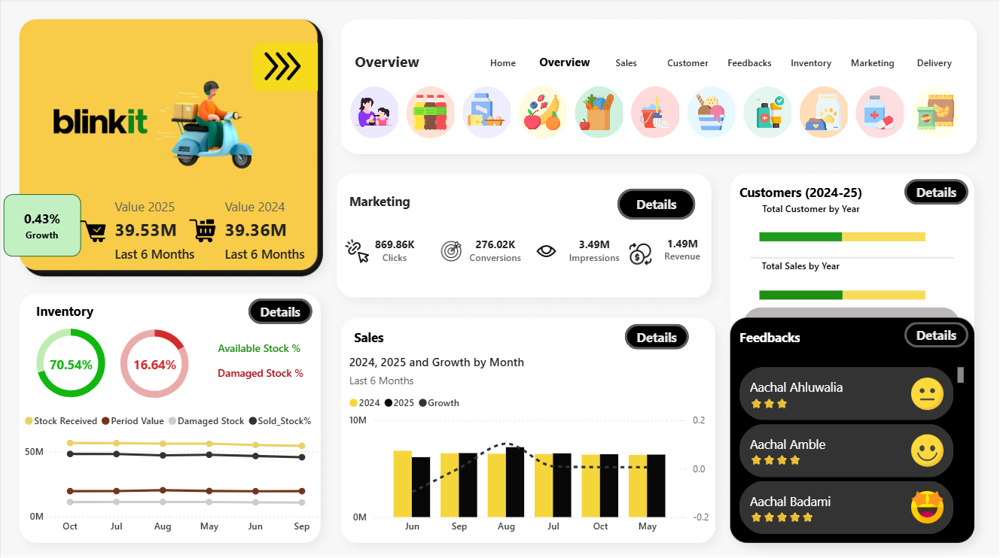 blinkit
0.43%
Growth
Value 2025
39.53M
Last 6 Months
Value 2024
39.36M
Last 6 Months
Overview
Home
Overview
Sales
Customer
Feedbacks
Inventory
Marketing
Delivery
Marketing
Details
869.86K
Clicks
276.02K
Conversions
3.49M
Impressions
1.49M
Revenue
Customers (2024-25)
Details
Total Customer by Year
Total Sales by Year
Inventory
Details
70.54%
16.64%
Available Stock %
Damaged Stock %
Stock Received
Period Value
Damaged Stock
Sold_Stock%
50M
0M
Oct
Jul
Aug
May
Jun
Sep
Sales
Details
2024, 2025 and Growth by Month
Last 6 Months
2024
2025
Growth
10M
0M
0.2
0.0
-0.2
Jun
Sep
Aug
Jul
Oct
May
Feedbacks
Details
Aachal Ahluwalia
Aachal Amble
Aachal Badami